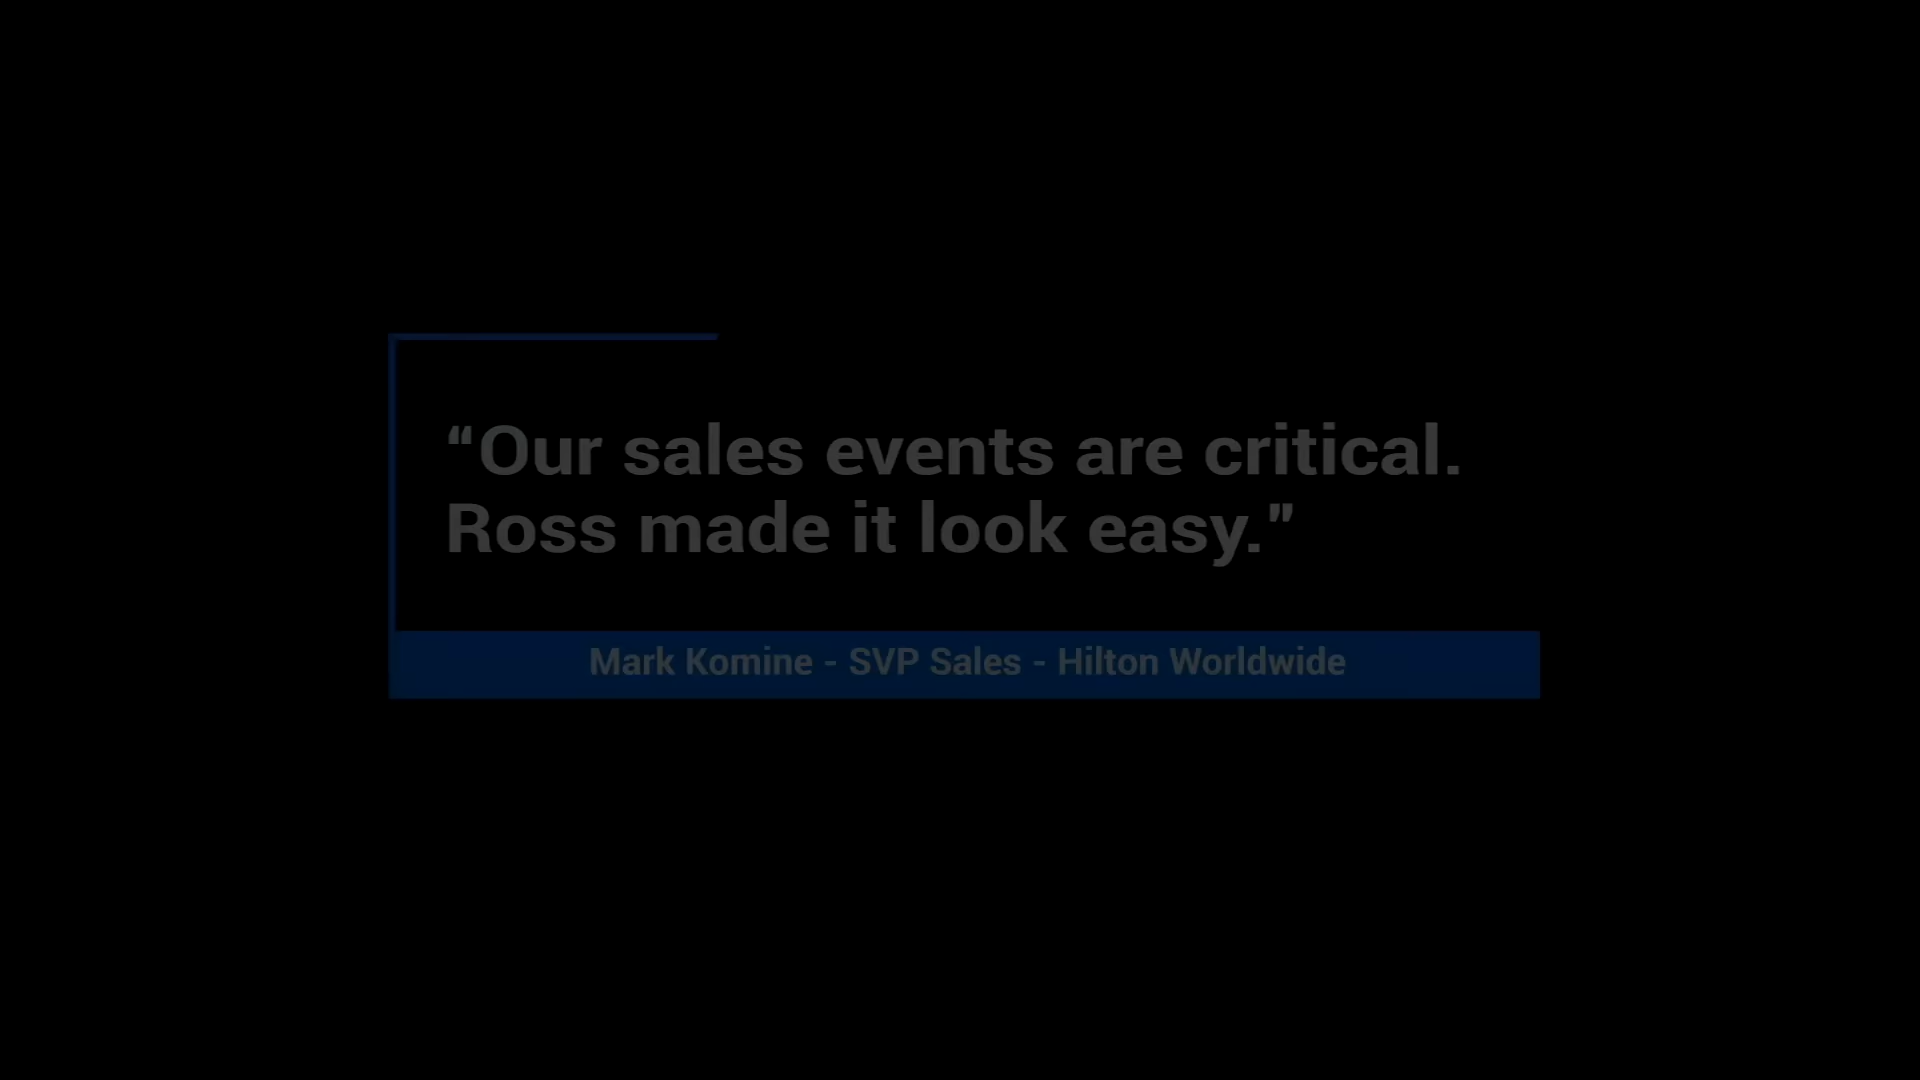 “Our sales events are critical.
Ross made it look easy.”
Mark Komine - SVP Sales - Hilton Worldwide